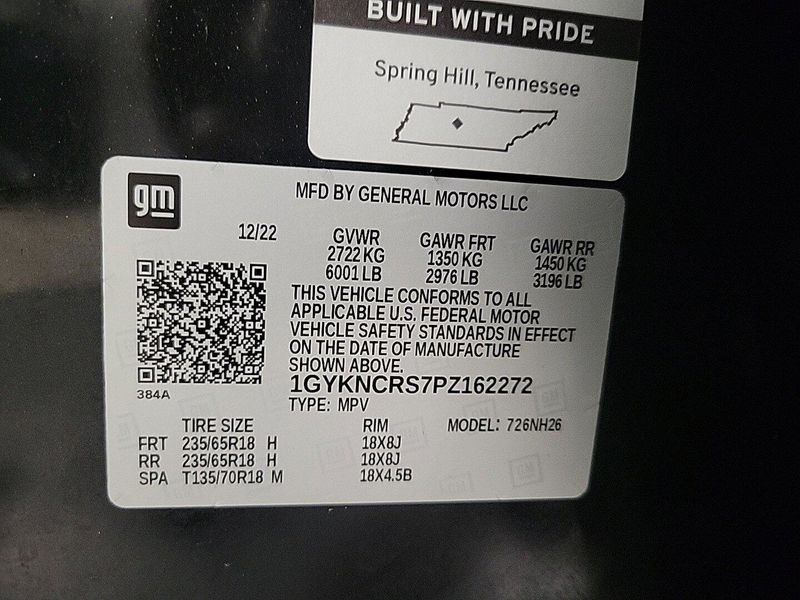 BUILT WITH PRIDE
Spring Hill, Tennessee
gm
MFD BY GENERAL MOTORS LLC
12/22 GVWR GAWR FRT GAWR RR
2722 KG 1350 KG 1450 KG
6001 LB 2976 LB 3196 LB
THIS VEHICLE CONFORMS TO ALL
APPLICABLE U.S. FEDERAL MOTOR
VEHICLE SAFETY STANDARDS IN EFFECT
ON THE DATE OF MANUFACTURE
SHOWN ABOVE.
1GYKNCRS7PZ162272
384A
TYPE: MPV
TIRE SIZE RIM MODEL: 726NH26
FRT 235/65R18 H 18X8J
RR 235/65R18 H 18X8J
SPA T135/70R18 M 18X4.5B